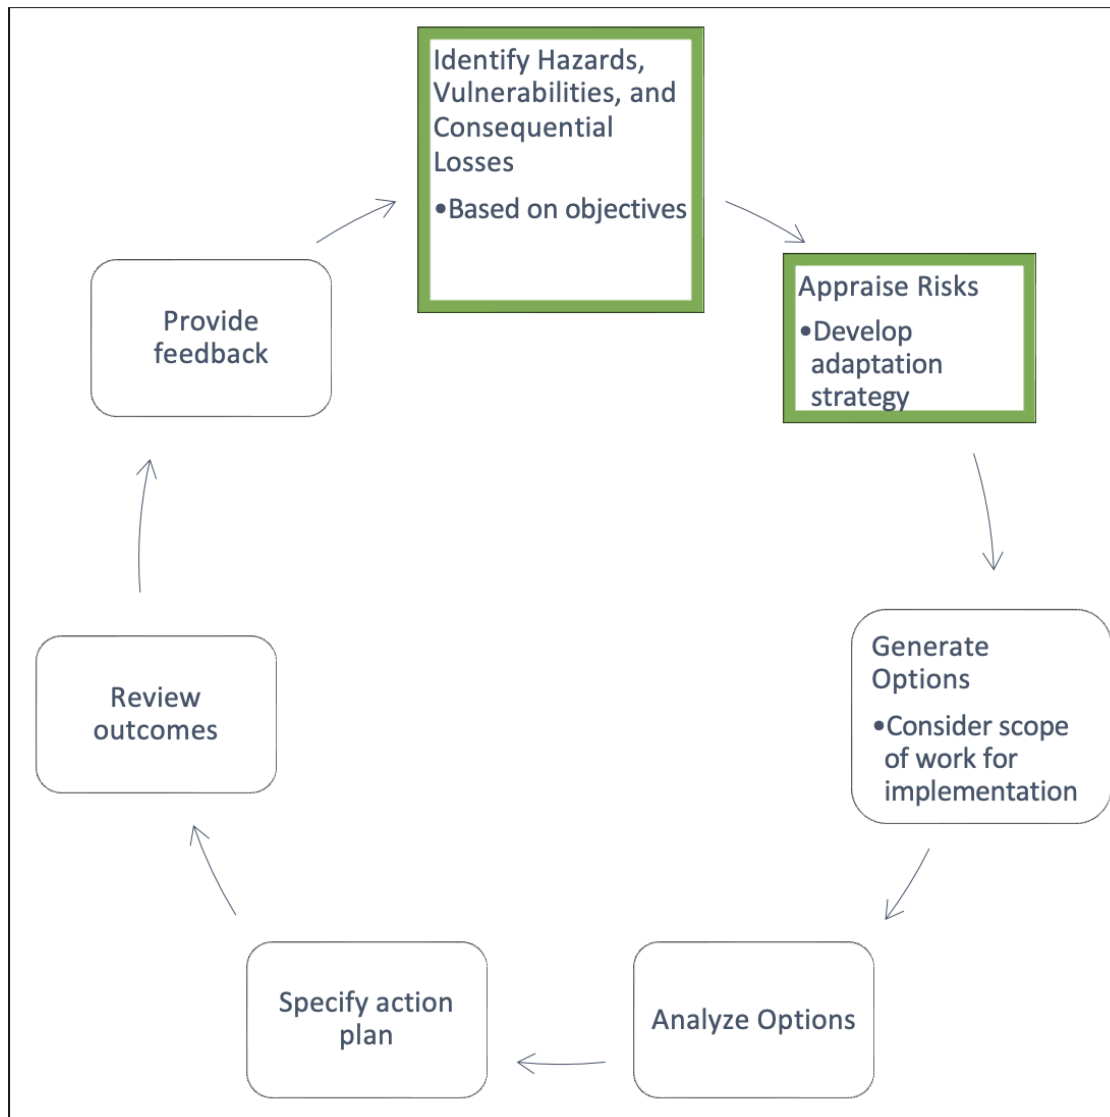 Identify Hazards,
Vulnerabilities, and
Consequential
Losses
•Based on objectives
Appraise Risks
•Develop
adaptation
strategy
Generate
Options
•Consider scope
of work for
implementation
Analyze Options
Specify action
plan
Review
outcomes
Provide
feedback